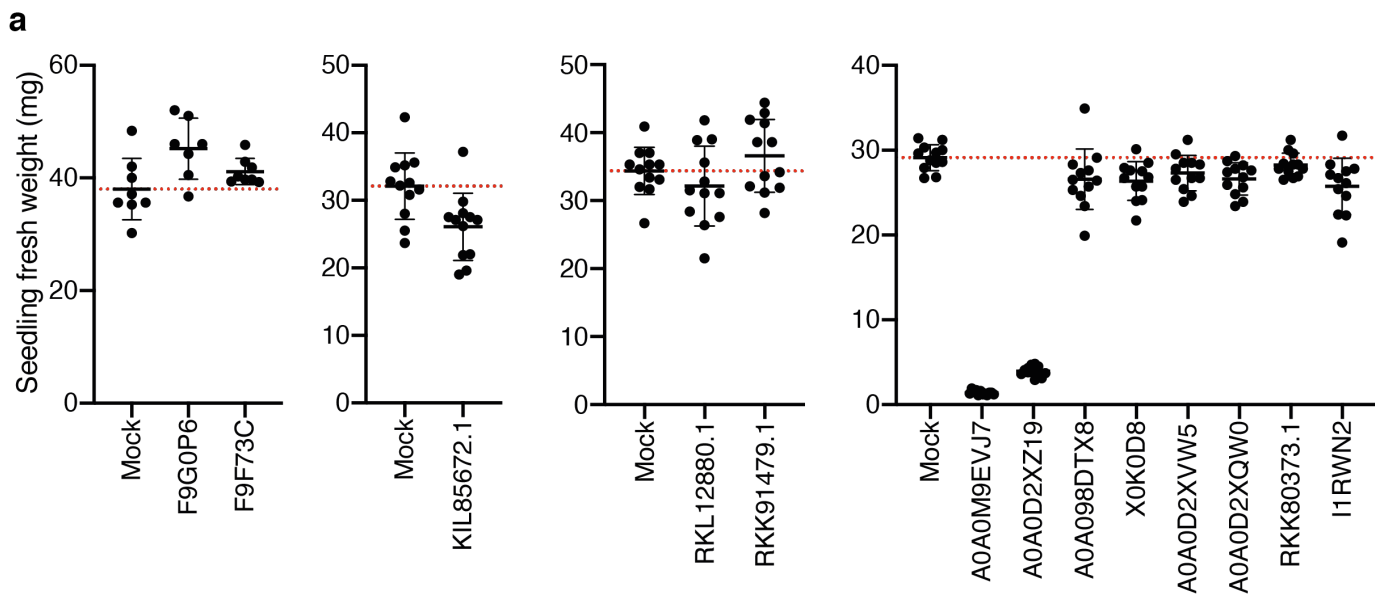 a
Seedling fresh weight (mg)
60
40
20
0
Mock
F9G0P6
F9F73C
50
40
30
20
10
0
Mock
KIL85672.1
50
40
30
20
10
0
Mock
RKL12880.1
RKK91479.1
40
30
20
10
0
Mock
A0A0M9EVJ7
A0A0D2XZ19
A0A098DTX8
X0K0D8
A0A0D2XVW5
A0A0D2XQW0
RKK80373.1
I1RWN2